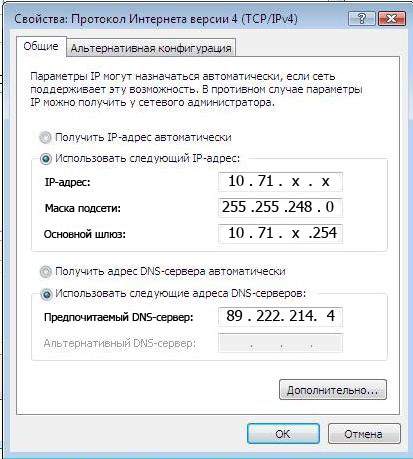 Свойства: Протокол Интернета версии 4 (TCP/IPv4)
Общие Альтернативная конфигурация
Параметры IP могут назначаться автоматически, если сеть
поддерживает эту возможность. В противном случае параметры
IP можно получить у сетевого администратора.
Получить IP-адрес автоматически
Использовать следующий IP-адрес:
IP-адрес: 10 . 71 . x . x
Маска подсети: 255 .255 .248 . 0
Основной шлюз: 10 . 71 . x .254
Получить адрес DNS-сервера автоматически
Использовать следующие адреса DNS-серверов:
Предпочитаемый DNS-сервер: 89 . 222. 214. 4
Альтернативный DNS-сервер: . . .
Дополнительно...
ОК Отмена